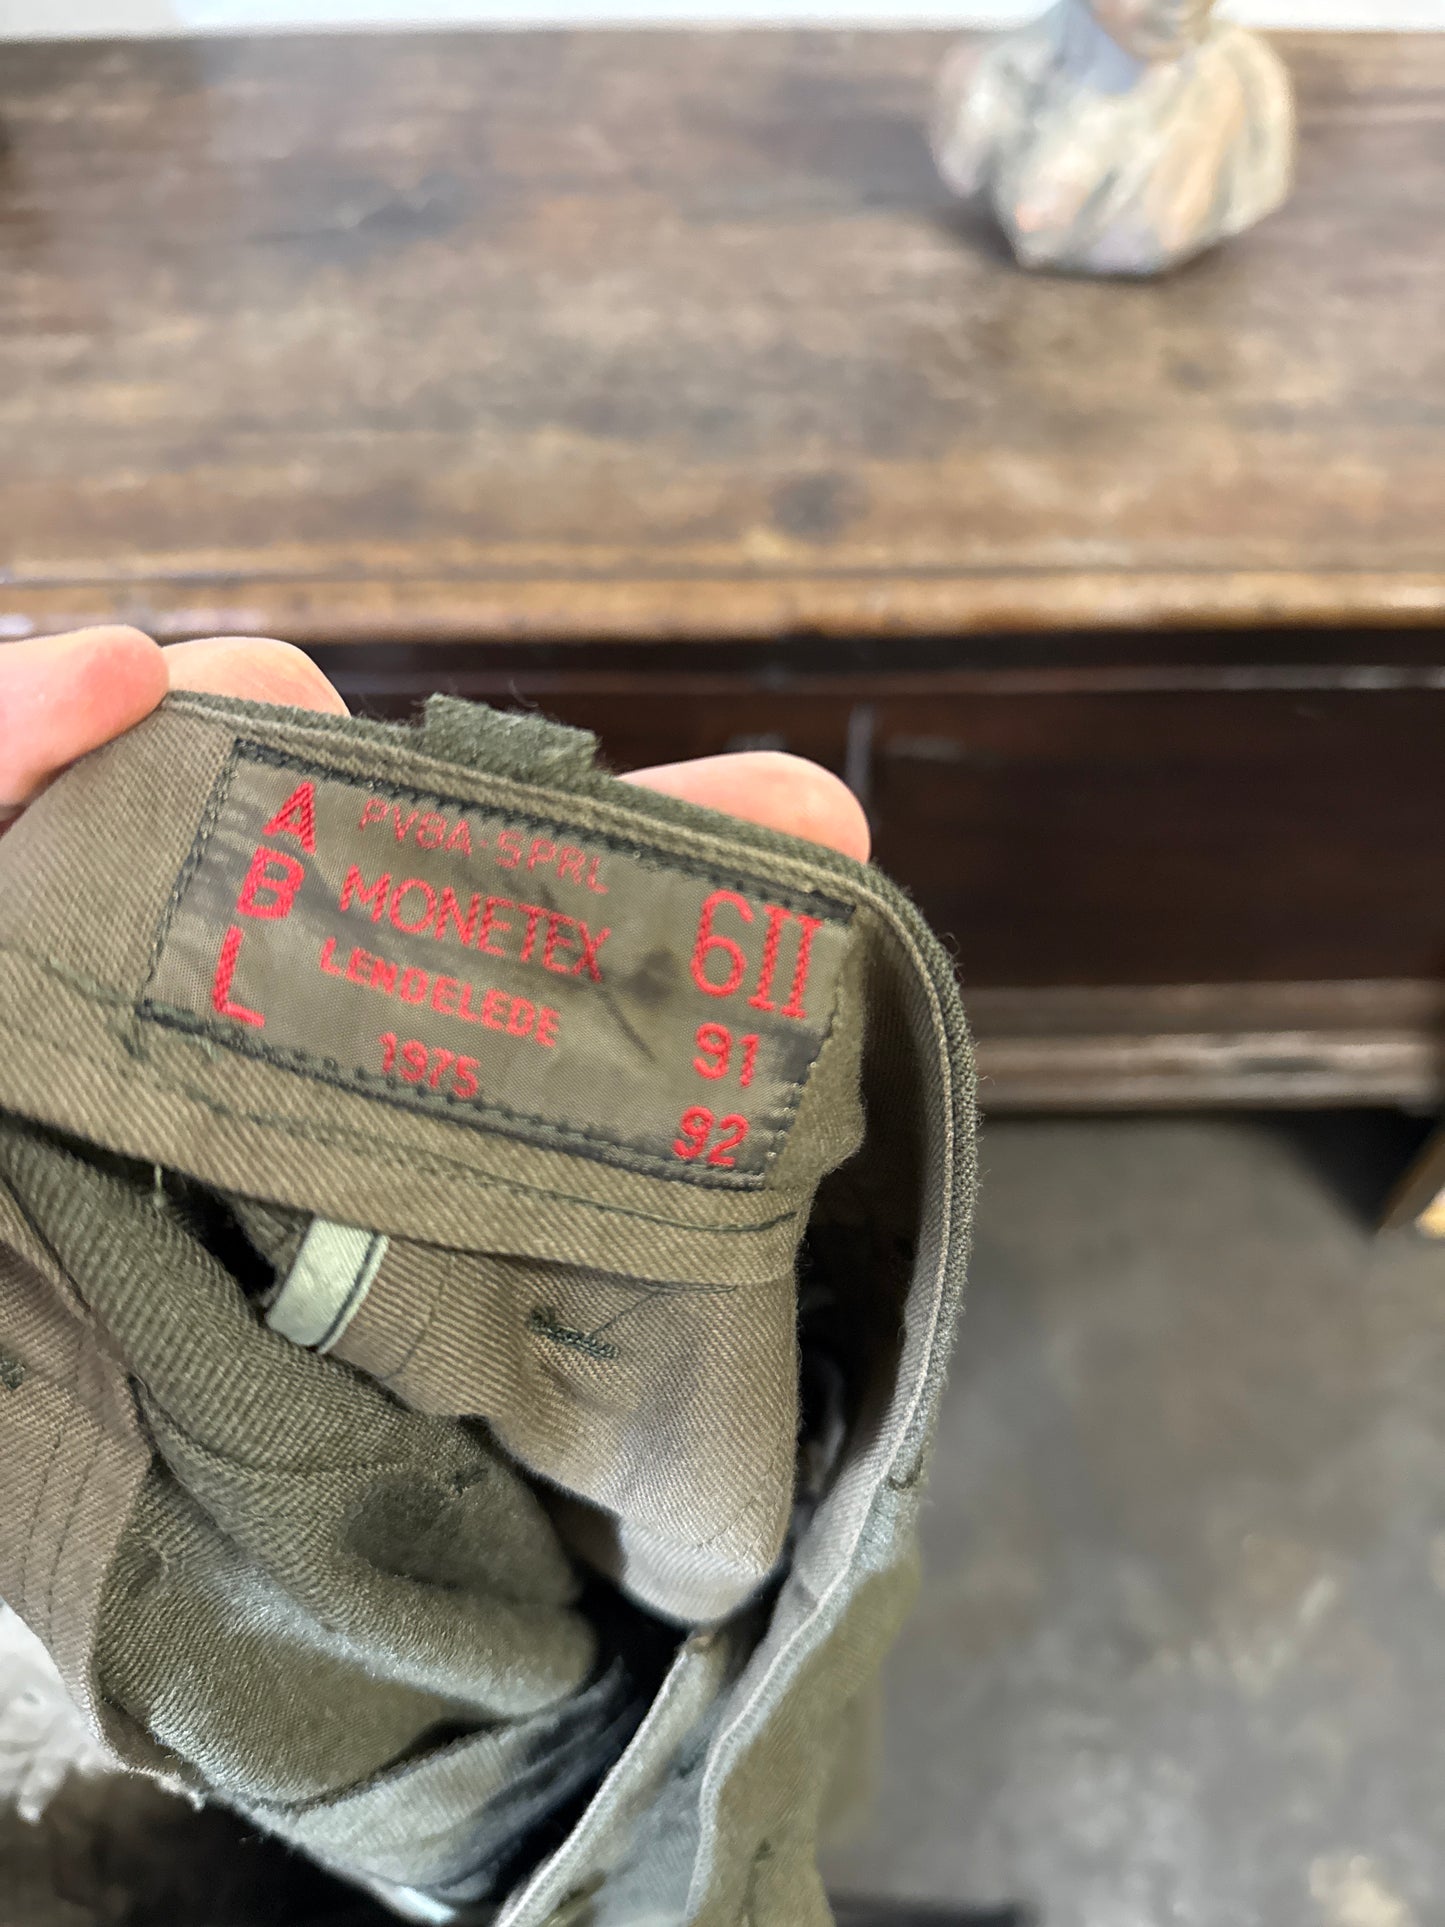 A B L
PVBA-SPRL
MONETEX
LENDELEDE
1975
6II
91
92